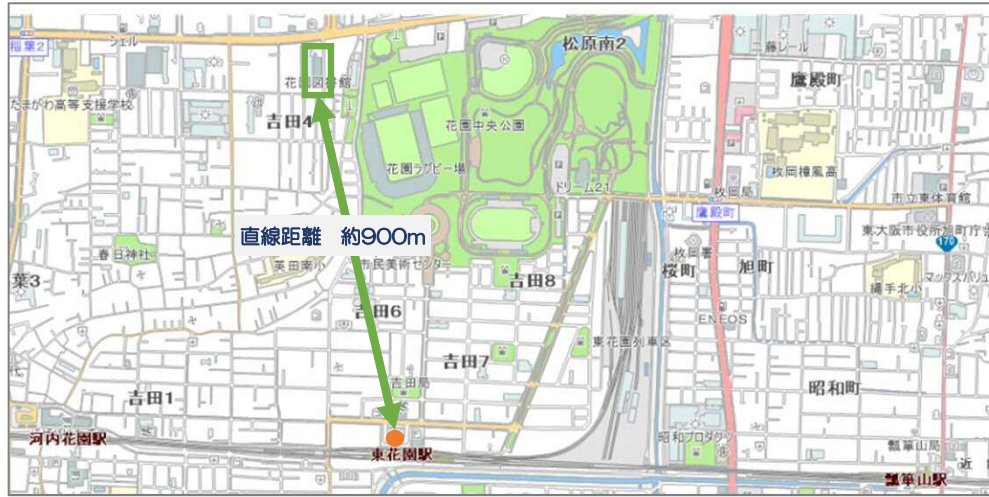 稲葉2
シェル
松原南2
二藤レール
鷹殿町
花園図書館
たまがわ高等支援学校
吉田4
花園中央公園
花園ラグビー場
枚岡樟風高
ドリーム21
枚岡局
市立東体育館
鷹殿町
直線距離 約900m
東大阪市役所旭町庁舎
170
春日神社
英田南小
市民美術センター
枚岡署
桜町
旭町
葉3
吉田8
縄手北小
マックスバリュ
吉田6
ENEOS
東花園列車区
吉田7
吉田局
昭和町
吉田1
河内花園駅
東花園駅
昭和プロダクツ
瓢箪山局
近
瓢箪山駅